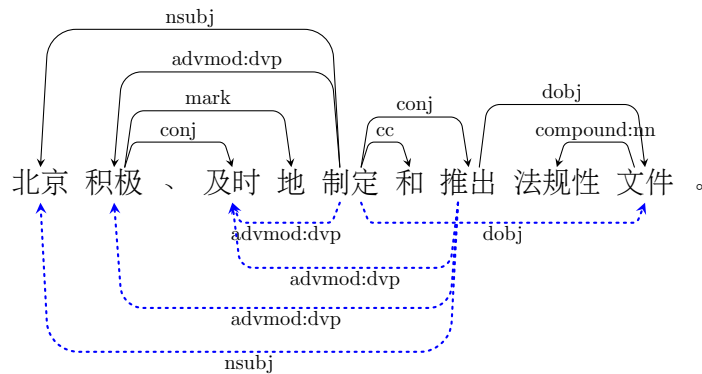 nsubj
advmod:dvp
mark
conj
conj
cc
dobj
compound:nn
北京 积极 、 及时 地 制定 和 推出 法规性 文件 。
advmod:dvp
dobj
advmod:dvp
advmod:dvp
nsubj